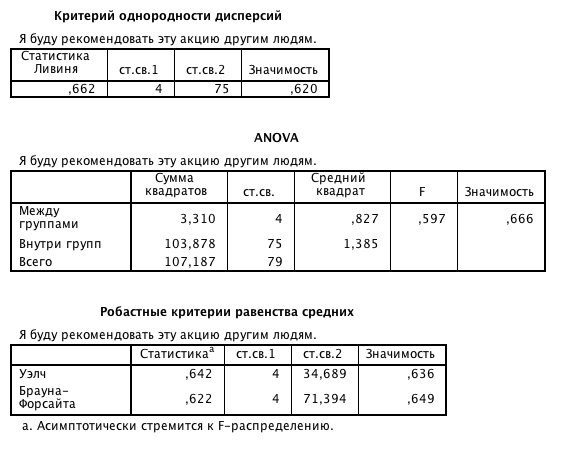 Критерий однородности дисперсий
Я буду рекомендовать эту акцию другим людям.
Статистика Ливиня ст.св.1 ст.св.2 Значимость
,662 4 75 ,620
ANOVA
Я буду рекомендовать эту акцию другим людям.
Сумма квадратов ст.св. Средний квадрат F Значимость
Между группами 3,310 4 ,827 ,597 ,666
Внутри групп 103,878 75 1,385
Всего 107,187 79
Робастные критерии равенства средних
Я буду рекомендовать эту акцию другим людям.
Статистикаᵃ ст.св.1 ст.св.2 Значимость
Уэлч ,642 4 34,689 ,636
Брауна-Форсайта ,622 4 71,394 ,649
a. Асимптотически стремится к F-распределению.